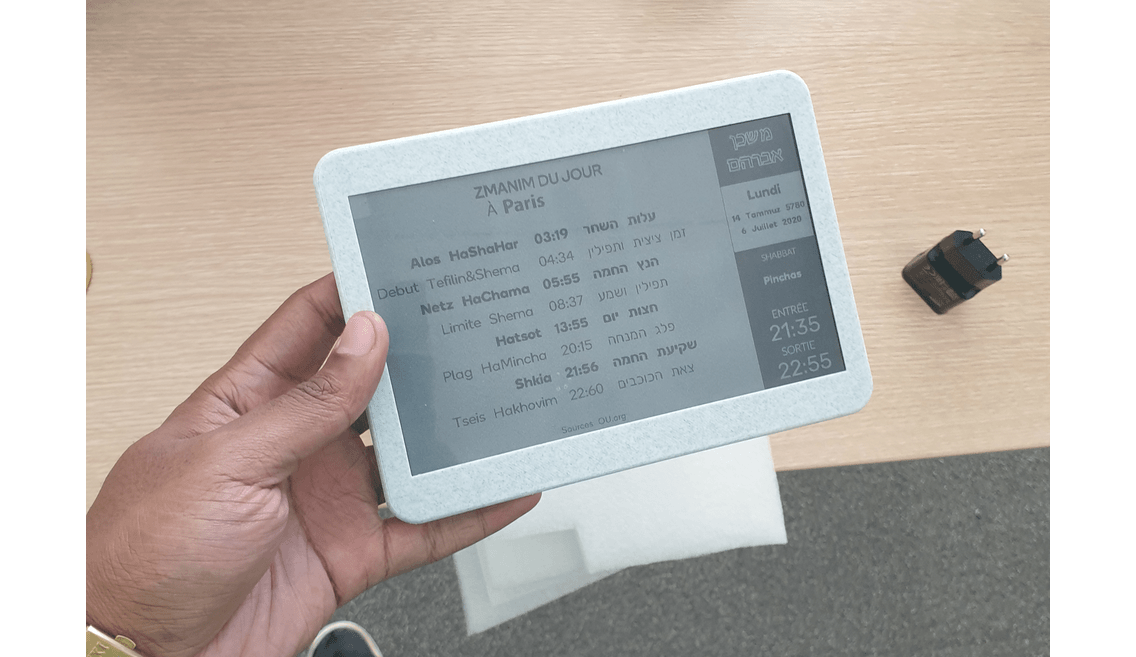 ZMANIM DU JOUR
À Paris
Alos HaShaHar 03:19 עלות השחר
Debut Tefilin&Shema 04:34 זמן ציצית ותפילין
Netz HaChama 05:55 הנץ החמה
Limite Shema 08:37 תפילין ושמע
Hatsot 13:55 חצות יום
Plag HaMincha 20:15 פלג המנחה
Shkia 21:56 שקיעת החמה
Tseis Hakhovim 22:60 צאת הכוכבים
Sources OU.org
משכן
אברהם
Lundi
14 Tammuz 5780
6 Juillet 2020
SHABBAT
Pinchas
ENTRÉE
21:35
SORTIE
22:55